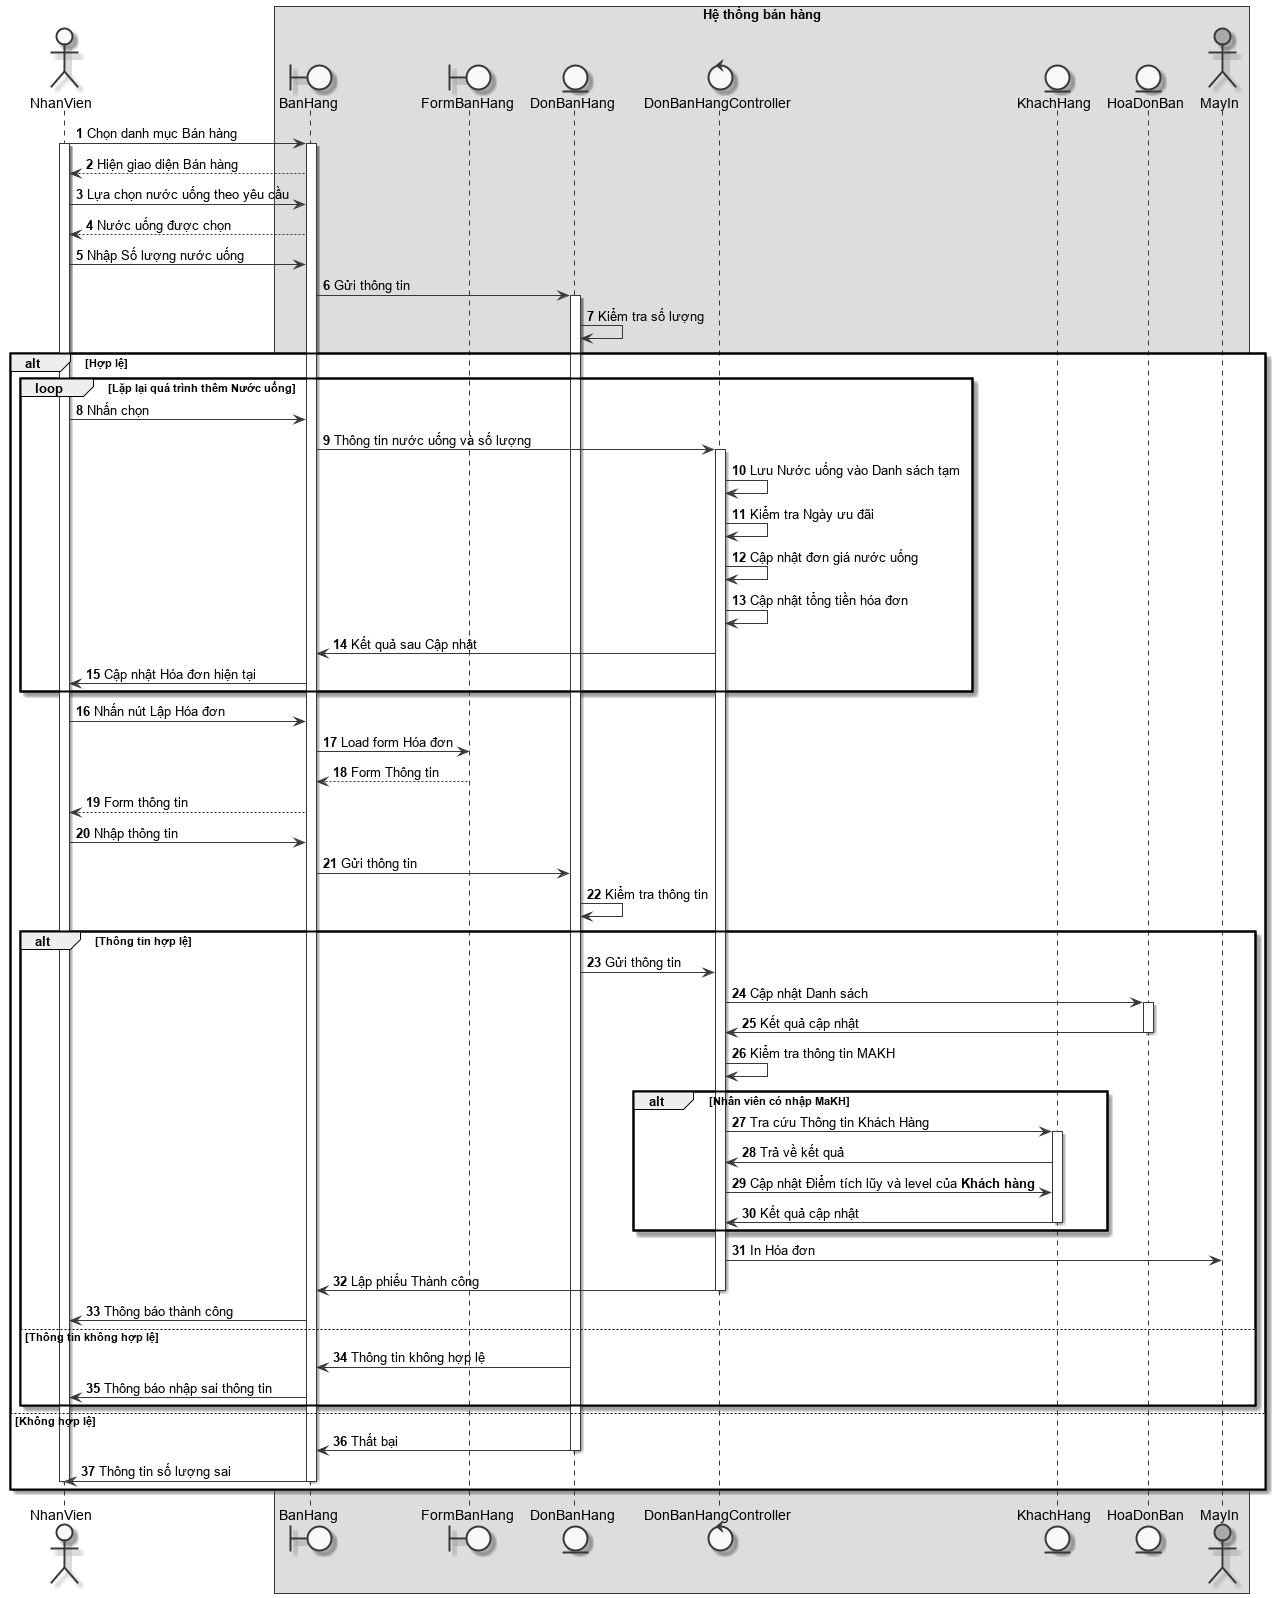 Hệ thống bán hàng
NhanVien
BanHang
FormBanHang
DonBanHang
DonBanHangController
KhachHang
HoaDonBan
MayIn
1 Chọn danh mục Bán hàng
2 Hiện giao diện Bán hàng
3 Lựa chọn nước uống theo yêu cầu
4 Nước uống được chọn
5 Nhập Số lượng nước uống
6 Gửi thông tin
7 Kiểm tra số lượng
alt [Hợp lệ]
loop [Lặp lại quá trình thêm Nước uống]
8 Nhấn chọn
9 Thông tin nước uống và số lượng
10 Lưu Nước uống vào Danh sách tạm
11 Kiểm tra Ngày ưu đãi
12 Cập nhật đơn giá nước uống
13 Cập nhật tổng tiền hóa đơn
14 Kết quả sau Cập nhật
15 Cập nhật Hóa đơn hiện tại
16 Nhấn nút Lập Hóa đơn
17 Load form Hóa đơn
18 Form Thông tin
19 Form thông tin
20 Nhập thông tin
21 Gửi thông tin
22 Kiểm tra thông tin
alt [Thông tin hợp lệ]
23 Gửi thông tin
24 Cập nhật Danh sách
25 Kết quả cập nhật
26 Kiểm tra thông tin MAKH
alt [Nhân viên có nhập MaKH]
27 Tra cứu Thông tin Khách Hàng
28 Trả về kết quả
29 Cập nhật Điểm tích lũy và level của Khách hàng
30 Kết quả cập nhật
31 In Hóa đơn
32 Lập phiếu Thành công
33 Thông báo thành công
[Thông tin không hợp lệ]
34 Thông tin không hợp lệ
35 Thông báo nhập sai thông tin
[Không hợp lệ]
36 Thất bại
37 Thông tin số lượng sai
NhanVien
BanHang
FormBanHang
DonBanHang
DonBanHangController
KhachHang
HoaDonBan
MayIn